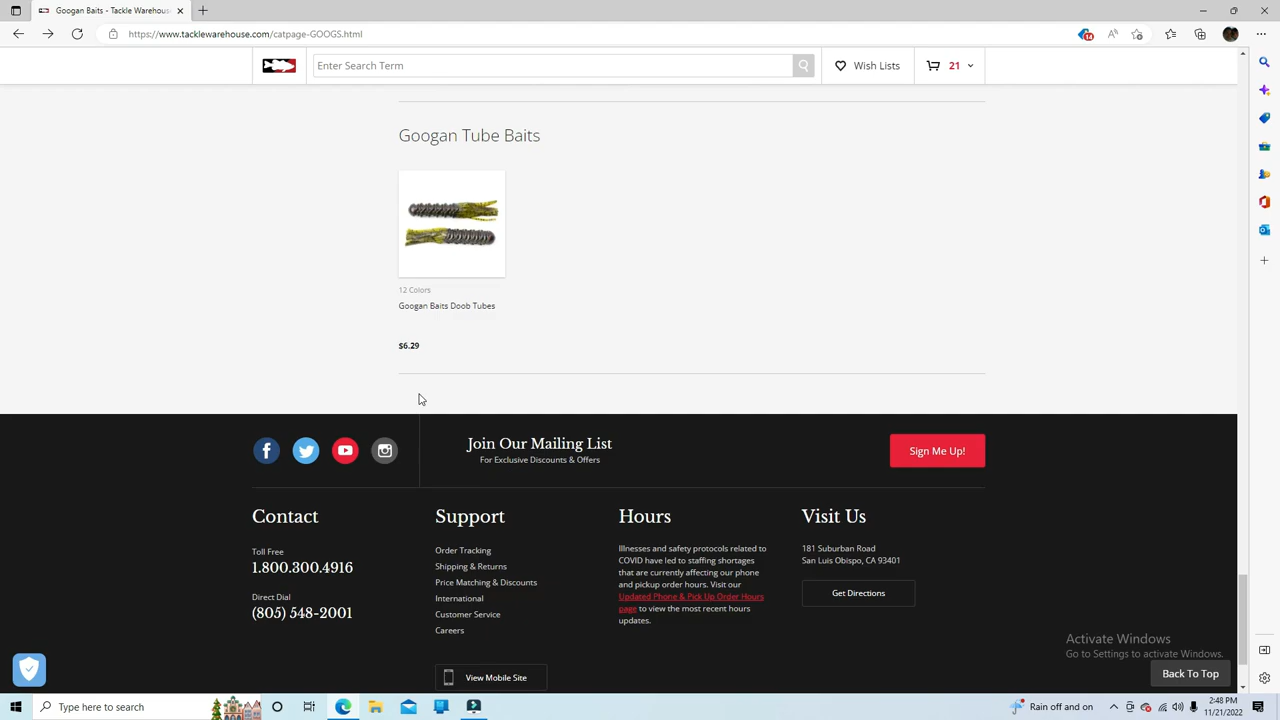 Googan Baits - Tackle Warehouse
https://www.tacklewarehouse.com/catpage-GOOGS.html
14
Enter Search Term
Wish Lists
21
Googan Tube Baits
12 Colors
Googan Baits Doob Tubes
$6.29
Join Our Mailing List
For Exclusive Discounts & Offers
Sign Me Up!
Contact
Toll Free
1.800.300.4916
Direct Dial
(805) 548-2001
Support
Order Tracking
Shipping & Returns
Price Matching & Discounts
International
Customer Service
Careers
View Mobile Site
Hours
Illnesses and safety protocols related to
COVID have led to staffing shortages
that are currently affecting our phone
and pickup order hours. Visit our
Updated Phone & Pick Up Order Hours
page to view the most recent hours
updates.
Visit Us
181 Suburban Road
San Luis Obispo, CA 93401
Get Directions
Activate Windows
Go to Settings to activate Windows.
Back To Top
Type here to search
Rain off and on
2:48 PM
11/21/2022